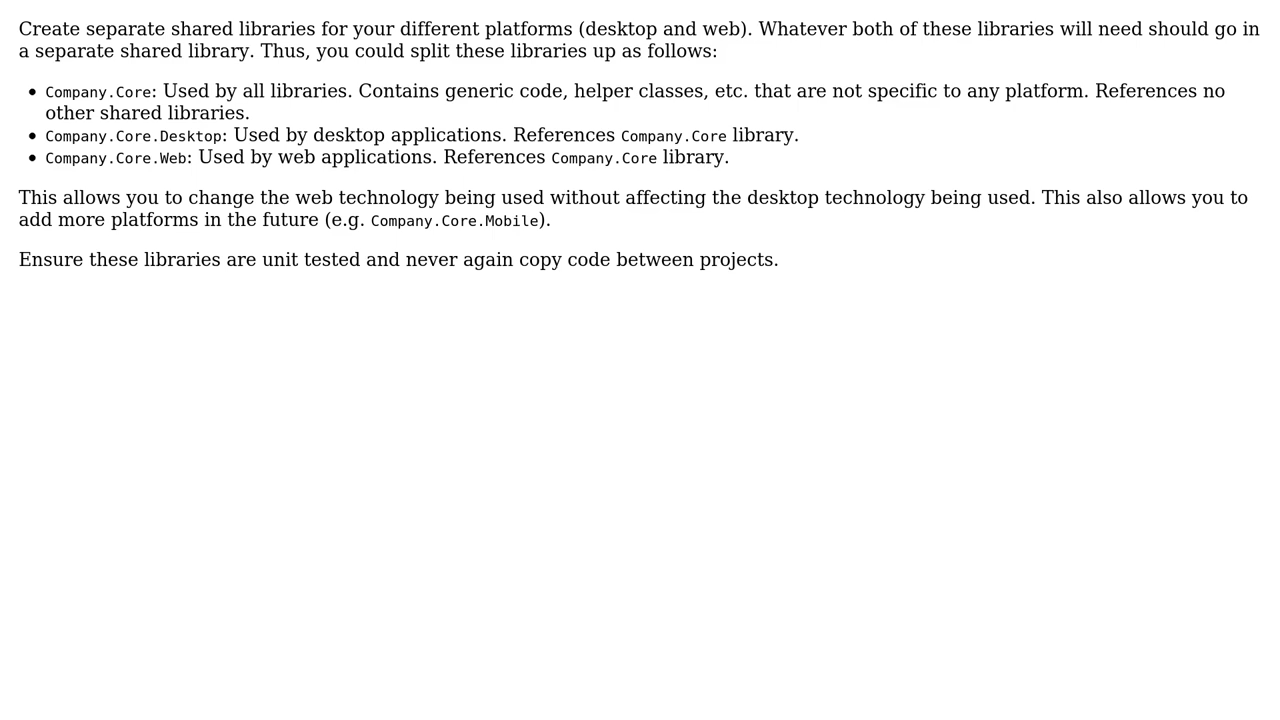 Create separate shared libraries for your different platforms (desktop and web). Whatever both of these libraries will need should go in
a separate shared library. Thus, you could split these libraries up as follows:
• Company.Core: Used by all libraries. Contains generic code, helper classes, etc. that are not specific to any platform. References no
other shared libraries.
• Company.Core.Desktop: Used by desktop applications. References Company.Core library.
• Company.Core.Web: Used by web applications. References Company.Core library.
This allows you to change the web technology being used without affecting the desktop technology being used. This also allows you to
add more platforms in the future (e.g. Company.Core.Mobile).
Ensure these libraries are unit tested and never again copy code between projects.